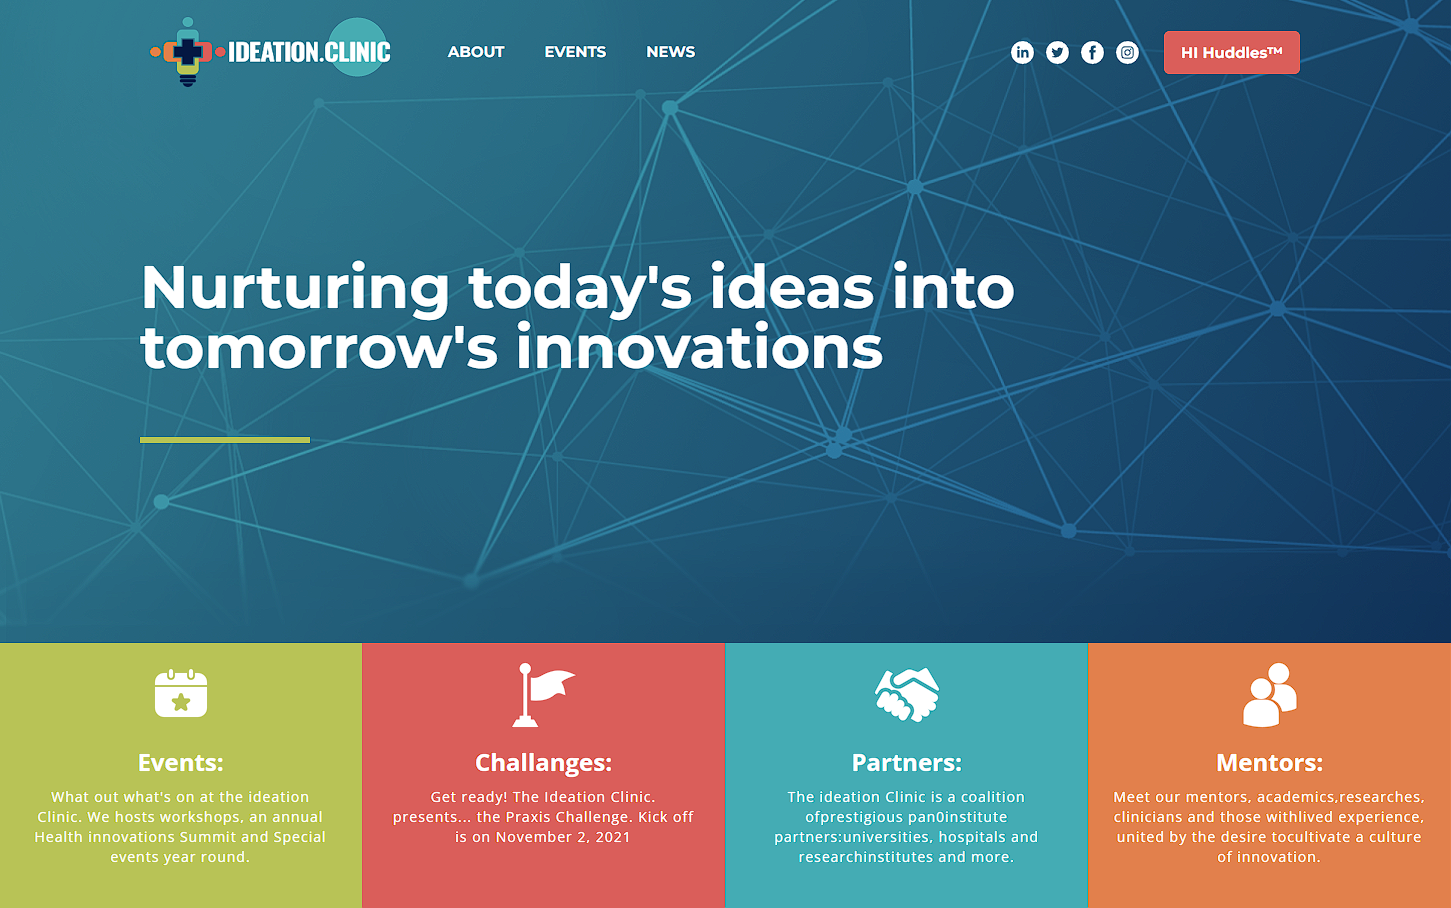 IDEATION.CLINIC
ABOUT EVENTS NEWS
HI Huddles™
Nurturing today's ideas into
tomorrow's innovations
Events:
What out what's on at the ideation
Clinic. We hosts workshops, an annual
Health innovations Summit and Special
events year round.
Challanges:
Get ready! The Ideation Clinic.
presents... the Praxis Challenge. Kick off
is on November 2, 2021
Partners:
The ideation Clinic is a coalition
ofprestigious pan0institute
partners:universities, hospitals and
researchinstitutes and more.
Mentors:
Meet our mentors, academics,researches,
clinicians and those withlived experience,
united by the desire tocultivate a culture
of innovation.